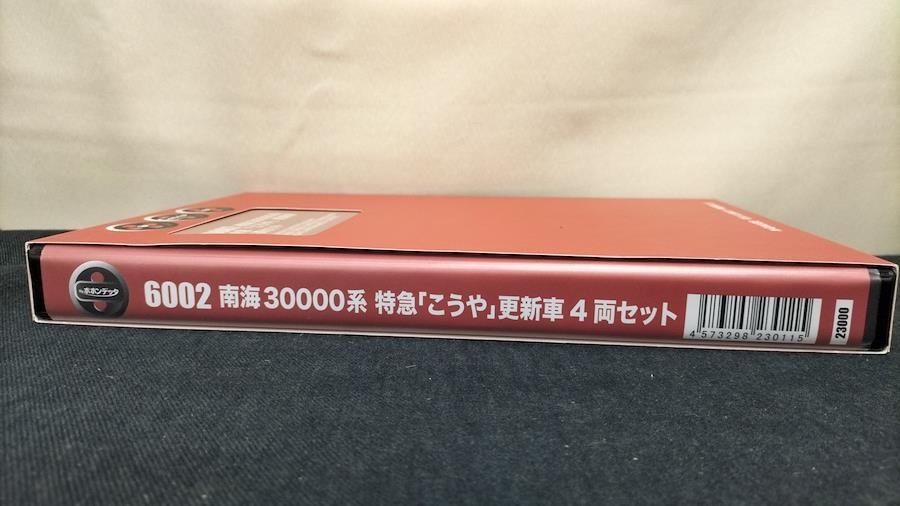 ポポンデッタ
6002 南海30000系 特急「こうや」更新車4両セット
4 573298 230115
23000